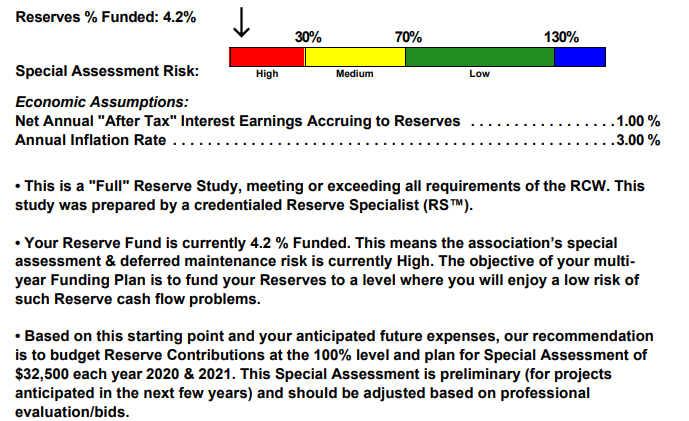 Reserves % Funded: 4.2%
30% 70% 130%
Special Assessment Risk: High Medium Low
Economic Assumptions:
Net Annual "After Tax" Interest Earnings Accruing to Reserves . . . . . . . . . . . . . . . .1.00 %
Annual Inflation Rate . . . . . . . . . . . . . . . . . . . . . . . . . . . . . . . . . . . . . . . . . . . . . . . . .3.00 %
• This is a "Full" Reserve Study, meeting or exceeding all requirements of the RCW. This
study was prepared by a credentialed Reserve Specialist (RS™).
• Your Reserve Fund is currently 4.2 % Funded. This means the association’s special
assessment & deferred maintenance risk is currently High. The objective of your multi-
year Funding Plan is to fund your Reserves to a level where you will enjoy a low risk of
such Reserve cash flow problems.
• Based on this starting point and your anticipated future expenses, our recommendation
is to budget Reserve Contributions at the 100% level and plan for Special Assessment of
$32,500 each year 2020 & 2021. This Special Assessment is preliminary (for projects
anticipated in the next few years) and should be adjusted based on professional
evaluation/bids.